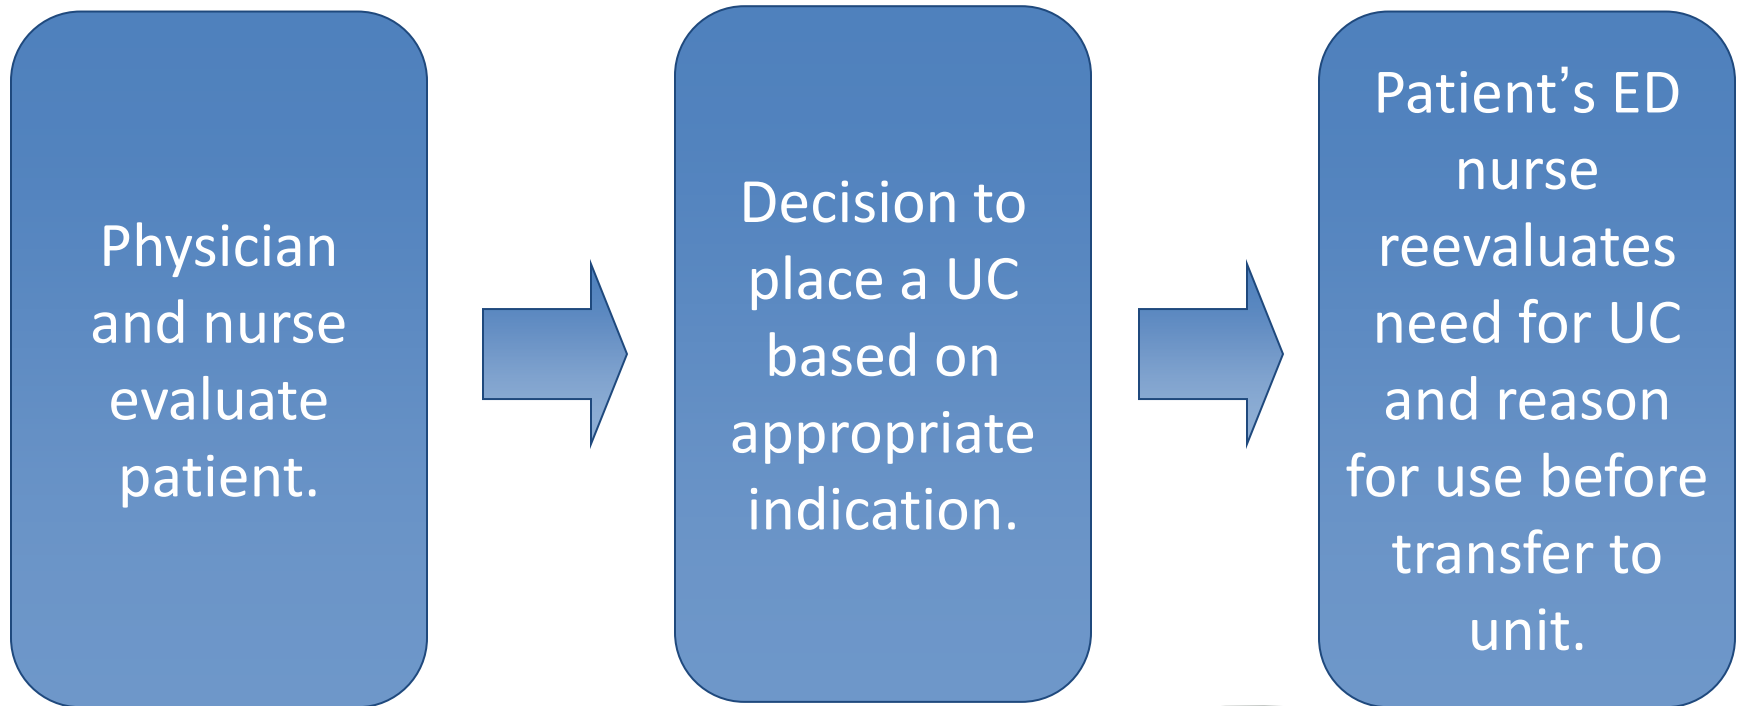 Physician
and nurse
evaluate
patient.
Decision to
place a UC
based on
appropriate
indication.
Patient’s ED
nurse
reevaluates
need for UC
and reason
for use before
transfer to
unit.